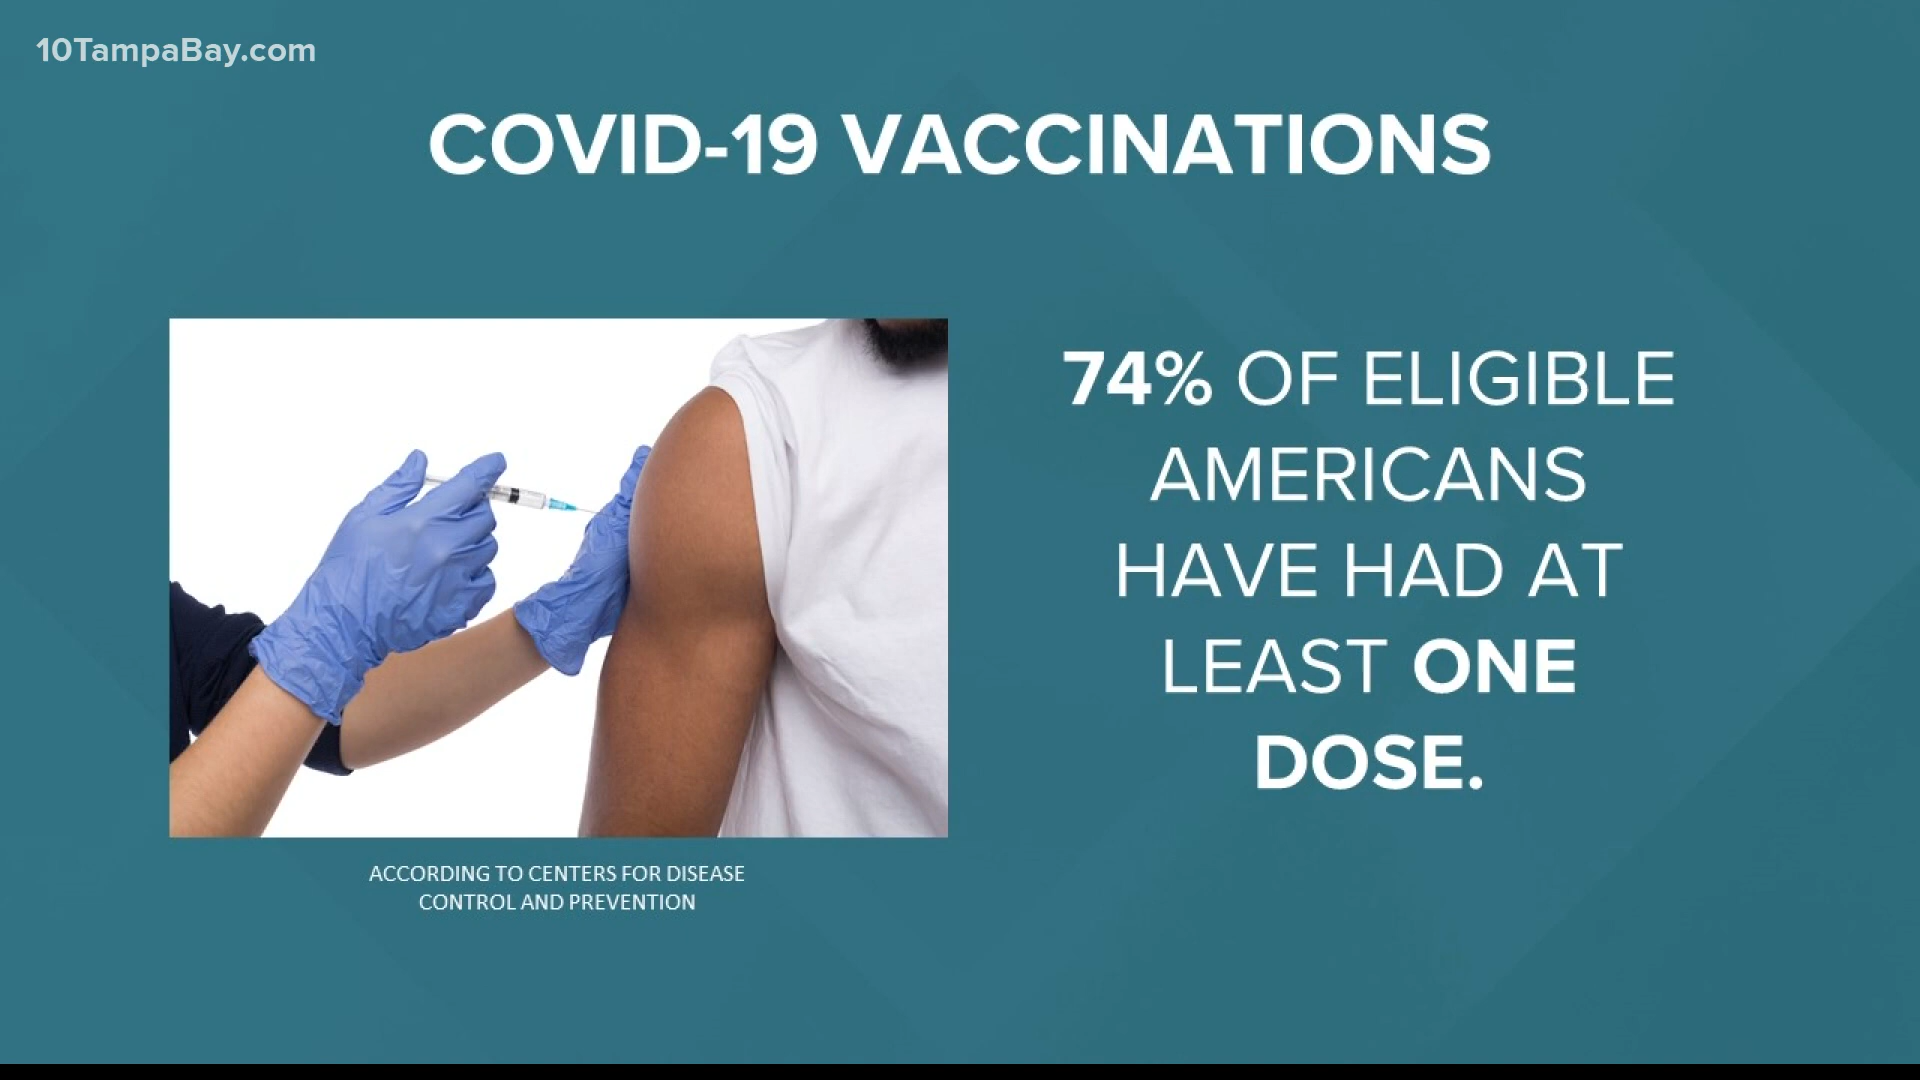 10TampaBay.com
COVID-19 VACCINATIONS
74% OF ELIGIBLE
AMERICANS
HAVE HAD AT
LEAST ONE
DOSE.
ACCORDING TO CENTERS FOR DISEASE
CONTROL AND PREVENTION